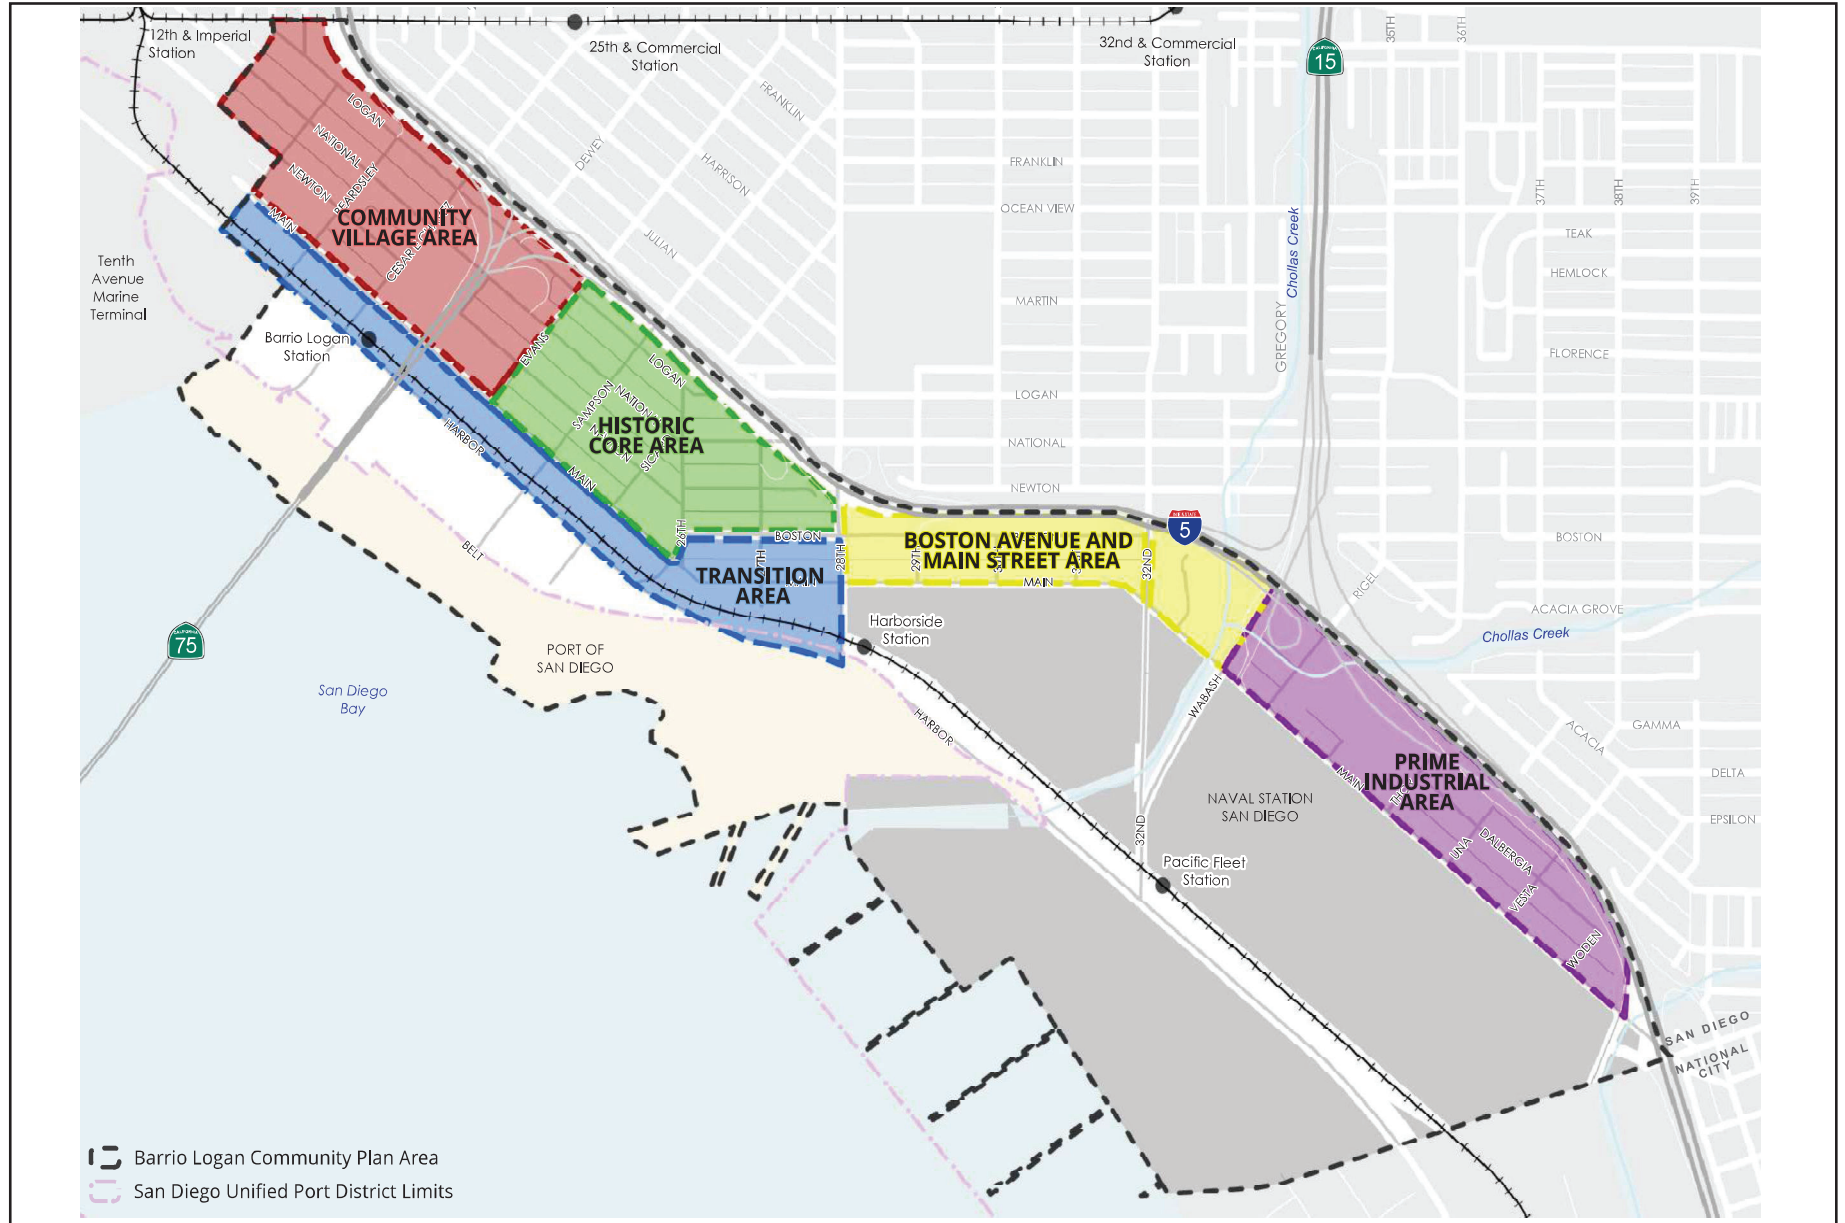 12th & Imperial
Station
25th & Commercial
Station
32nd & Commercial
Station
CALIFORNIA
15
35TH
36TH
FRANKLIN
LOGAN
NATIONAL
BEARDSLEY
NEWTON
DEWEY
HARRISON
FRANKLIN
OCEAN VIEW
37TH
38TH
39TH
MAIN
COMMUNITY
VILLAGE AREA
JULIAN
TEAK
Chollas Creek
HEMLOCK
Tenth
Avenue
Marine
Terminal
MARTIN
GREGORY
Barrio Logan
Station
EVANS
LOGAN
FLORENCE
SAMPSON
LOGAN
HARBOR
HISTORIC
CORE AREA
NATIONAL
MAIN
NEWTON
26TH
BOSTON
28TH
29TH
BOSTON AVENUE AND
MAIN STREET AREA
MAIN
32ND
INTERSTATE
5
BOSTON
BELT
TRANSITION
AREA
RIGEL
ACACIA GROVE
Chollas Creek
Harborside
Station
CALIFORNIA
75
PORT OF
SAN DIEGO
San Diego
Bay
WABASH
HARBOR
ACACIA
GAMMA
PRIME
INDUSTRIAL
AREA
MAIN
DELTA
NAVAL STATION
SAN DIEGO
32ND
EPSILON
UNA
DALBERGIA
Pacific Fleet
Station
VESTA
WODEN
SAN DIEGO
NATIONAL
CITY
Barrio Logan Community Plan Area
San Diego Unified Port District Limits